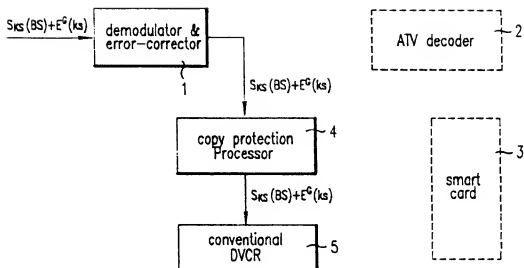 S_KS(BS)+E^G(ks)
demodulator &
error-corrector
1
ATV decoder
2
S_KS(BS)+E^G(ks)
copy protection
Processor
4
smart
card
3
S_KS(BS)+E^G(ks)
conventional
DVCR
5